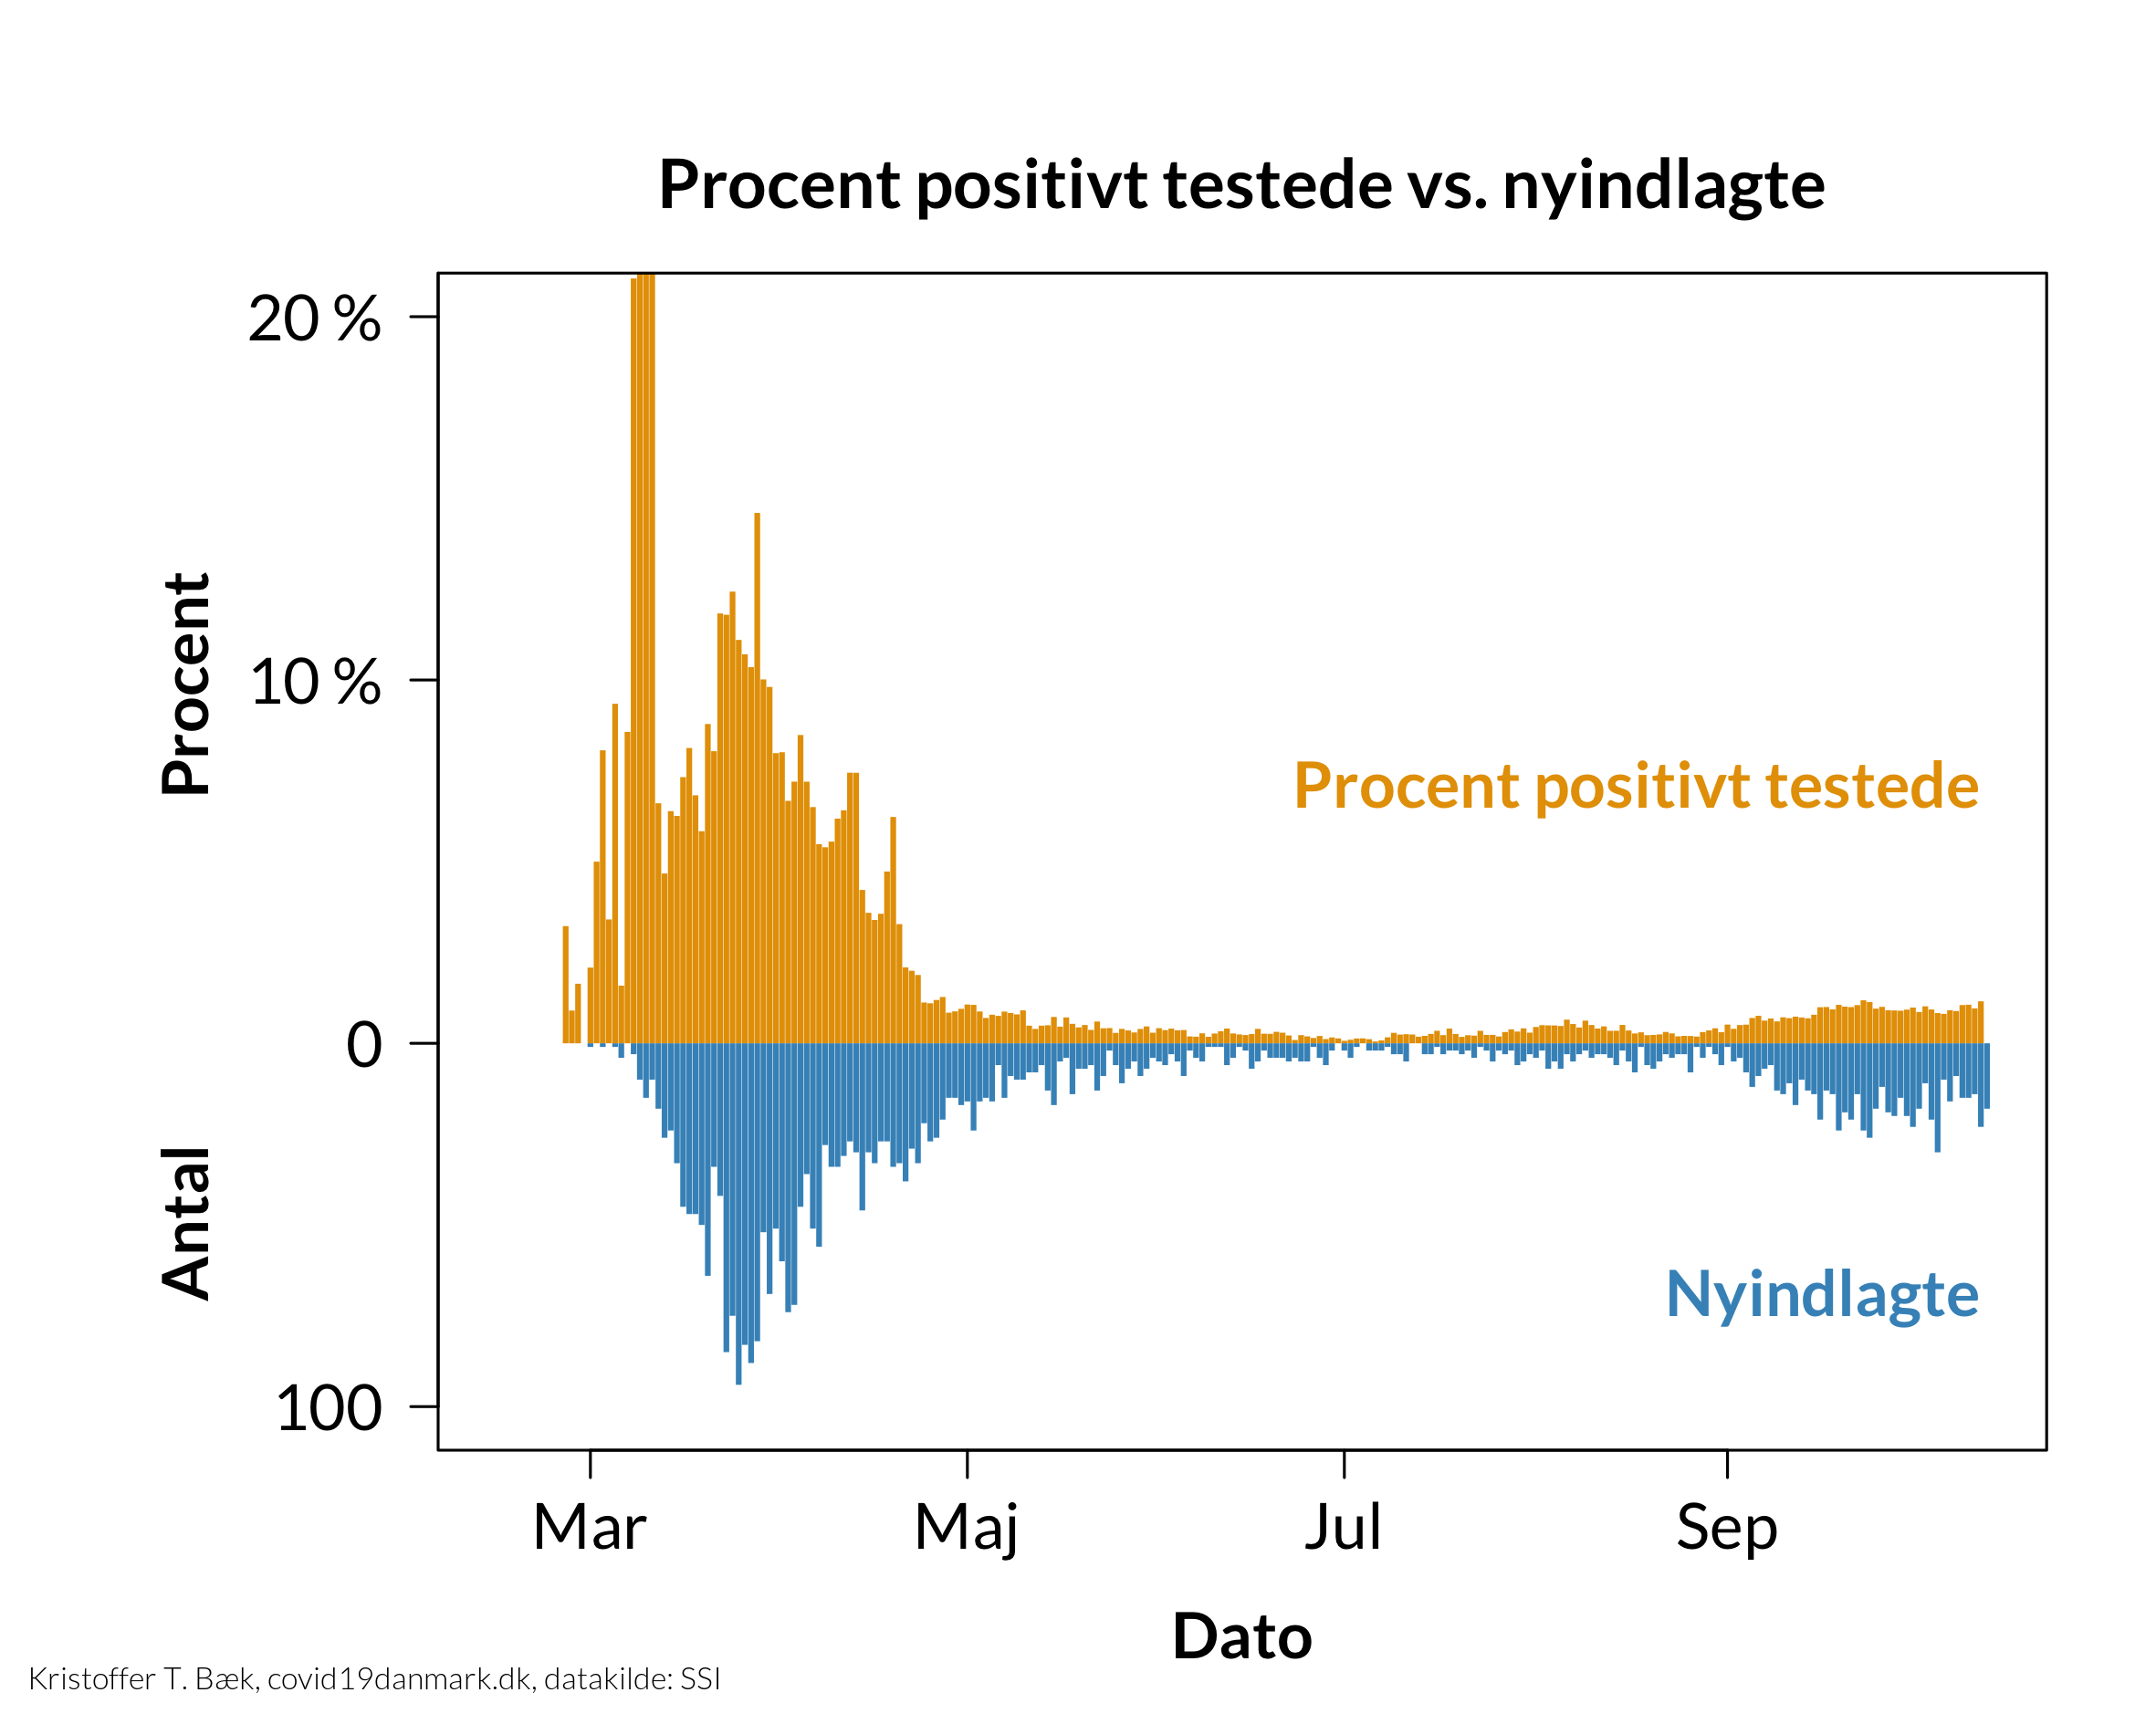 Procent positivt testede vs. nyindlagte
20 %
10 %
0
100
Procent
Antal
Procent positivt testede
Nyindlagte
Mar
Maj
Jul
Sep
Dato
Kristoffer T. Bæk, covid19danmark.dk, datakilde: SSI